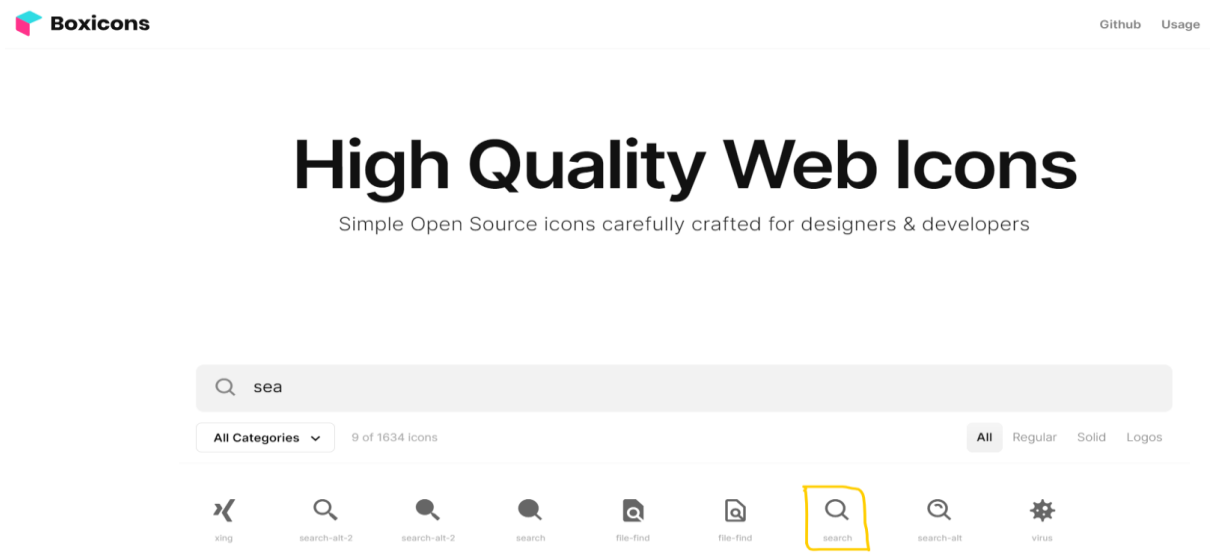 Boxicons
Github Usage
High Quality Web Icons
Simple Open Source icons carefully crafted for designers & developers
sea
All Categories 9 of 1634 icons All Regular Solid Logos
xing search-alt-2 search-alt-2 search file-find file-find search search-alt virus